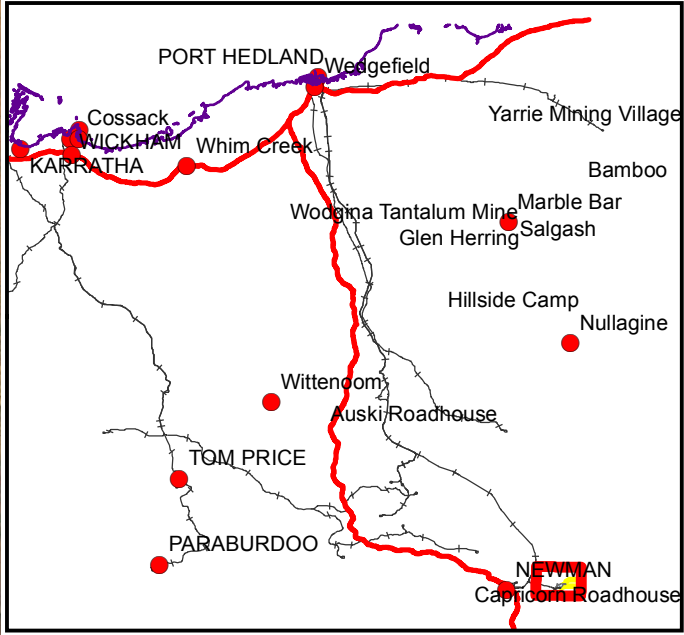 PORT HEDLAND
Wedgefield
Yarrie Mining Village
Cossack
WICKHAM
Whim Creek
KARRATHA
Bamboo
Marble Bar
Wodgina Tantalum Mine
Salgash
Glen Herring
Hillside Camp
Nullagine
Wittenoom
Auski Roadhouse
TOM PRICE
PARABURDOO
NEWMAN
Capricorn Roadhouse